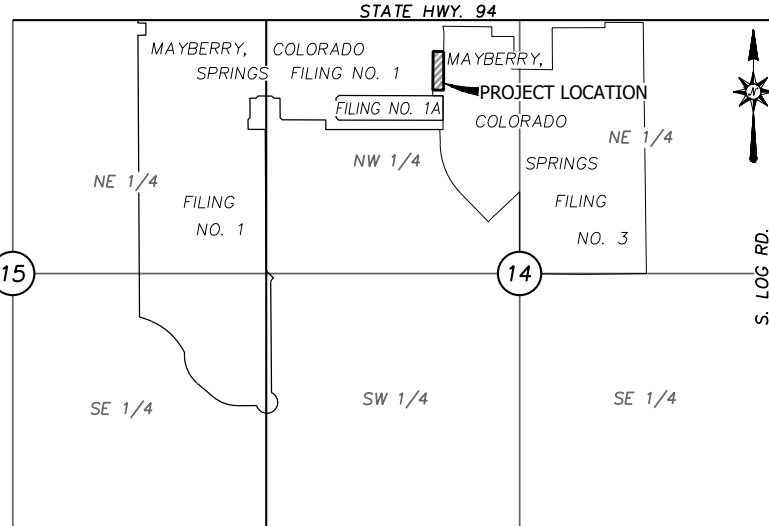 STATE HWY. 94
MAYBERRY, COLORADO
SPRINGS FILING NO. 1
MAYBERRY,
PROJECT LOCATION
FILING NO. 1A
COLORADO
N
NE 1/4
NW 1/4
SPRINGS
NE 1/4
FILING
NO. 1
FILING
NO. 3
S. LOG RD.
15
14
SE 1/4
SW 1/4
SE 1/4